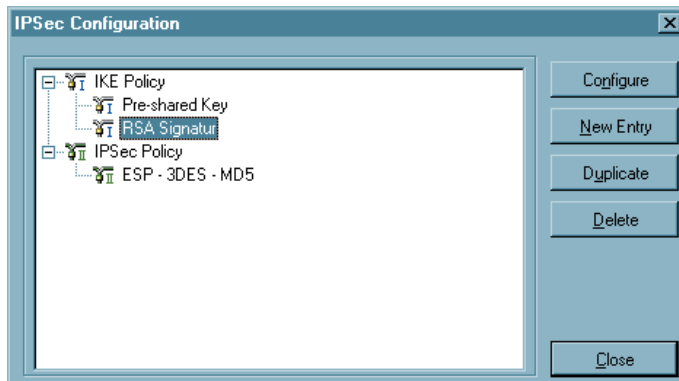 IPSec Configuration
IKE Policy
Pre-shared Key
RSA Signatur
IPSec Policy
ESP - 3DES - MD5
Configure
New Entry
Duplicate
Delete
Close